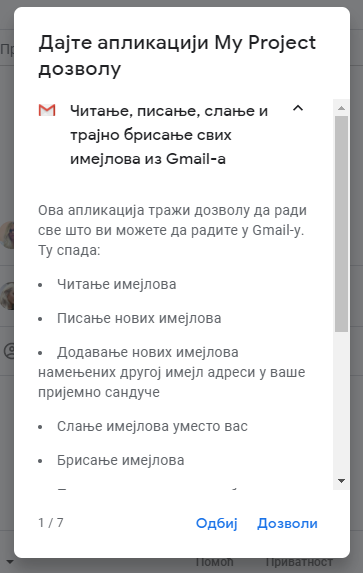 Дајте апликацији My Project
дозволу
Читање, писање, слање и
трајно брисање свих
имејлова из Gmail-а
Ова апликација тражи дозволу да ради
све што ви можете да радите у Gmail-у.
Ту спада:
• Читање имејлова
• Писање нових имејлова
• Додавање нових имејлова
намењених другој имејл адреси у ваше
пријемно сандуче
• Слање имејлова уместо вас
• Брисање имејлова
1 / 7
Одбиј
Дозволи
Помоћ
Приватност